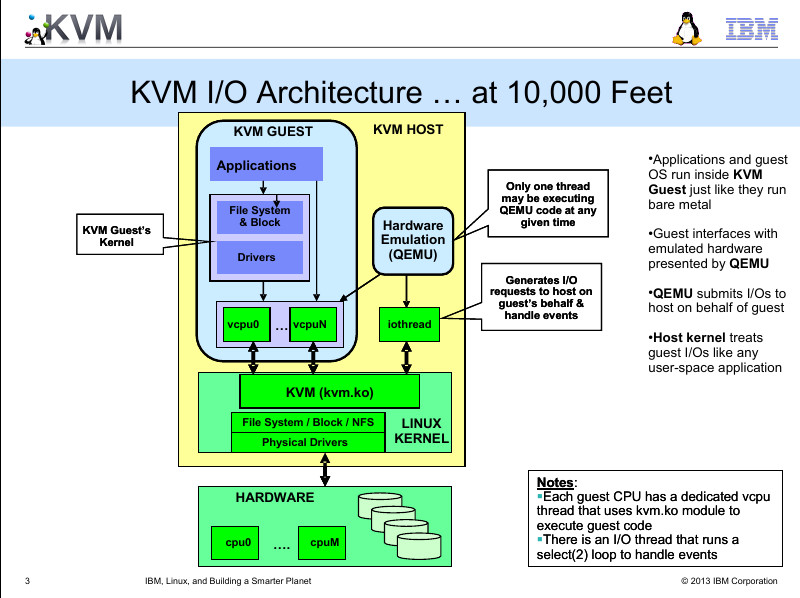 KVM
IBM
KVM I/O Architecture … at 10,000 Feet
KVM GUEST
KVM HOST
Applications
File System
& Block
Drivers
KVM Guest's
Kernel
Hardware
Emulation
(QEMU)
Only one thread
may be executing
QEMU code at any
given time
Generates I/O
requests to host on
guest's behalf &
handle events
vcpu0
…
vcpuN
iothread
KVM (kvm.ko)
File System / Block / NFS
Physical Drivers
LINUX
KERNEL
HARDWARE
cpu0
….
cpuM
•Applications and guest
OS run inside KVM
Guest just like they run
bare metal
•Guest interfaces with
emulated hardware
presented by QEMU
•QEMU submits I/Os to
host on behalf of guest
•Host kernel treats
guest I/Os like any
user-space application
Notes:
▪Each guest CPU has a dedicated vcpu
thread that uses kvm.ko module to
execute guest code
▪There is an I/O thread that runs a
select(2) loop to handle events
3
IBM, Linux, and Building a Smarter Planet
© 2013 IBM Corporation